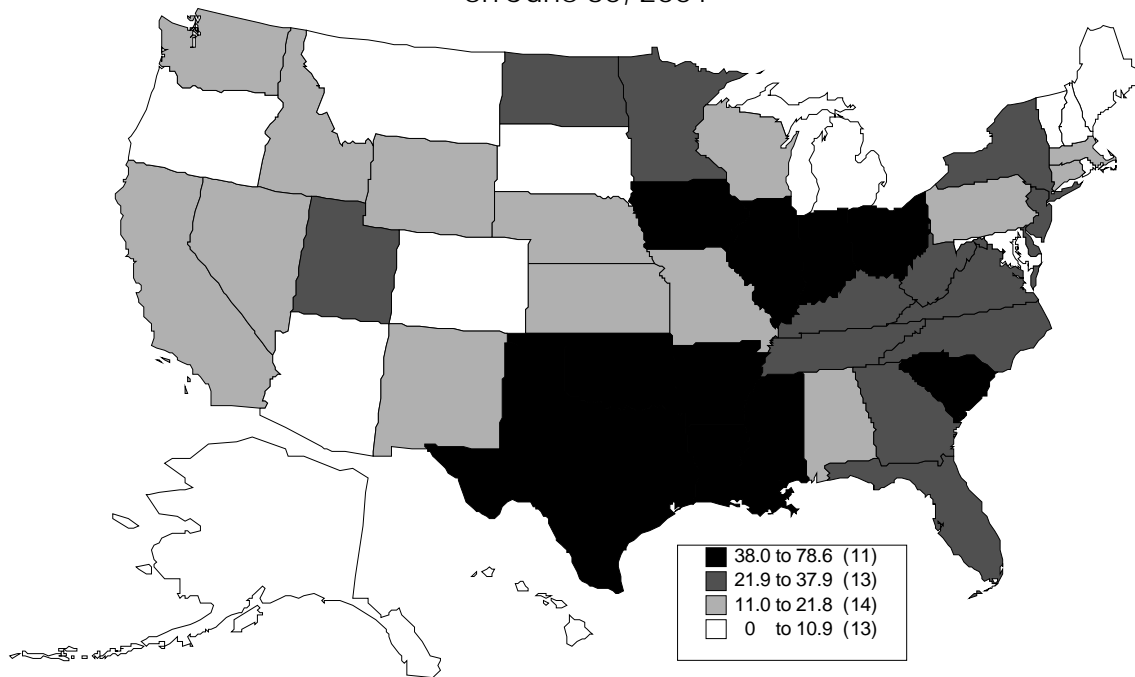 38.0 to 78.6 (11)
21.9 to 37.9 (13)
11.0 to 21.8 (14)
0 to 10.9 (13)